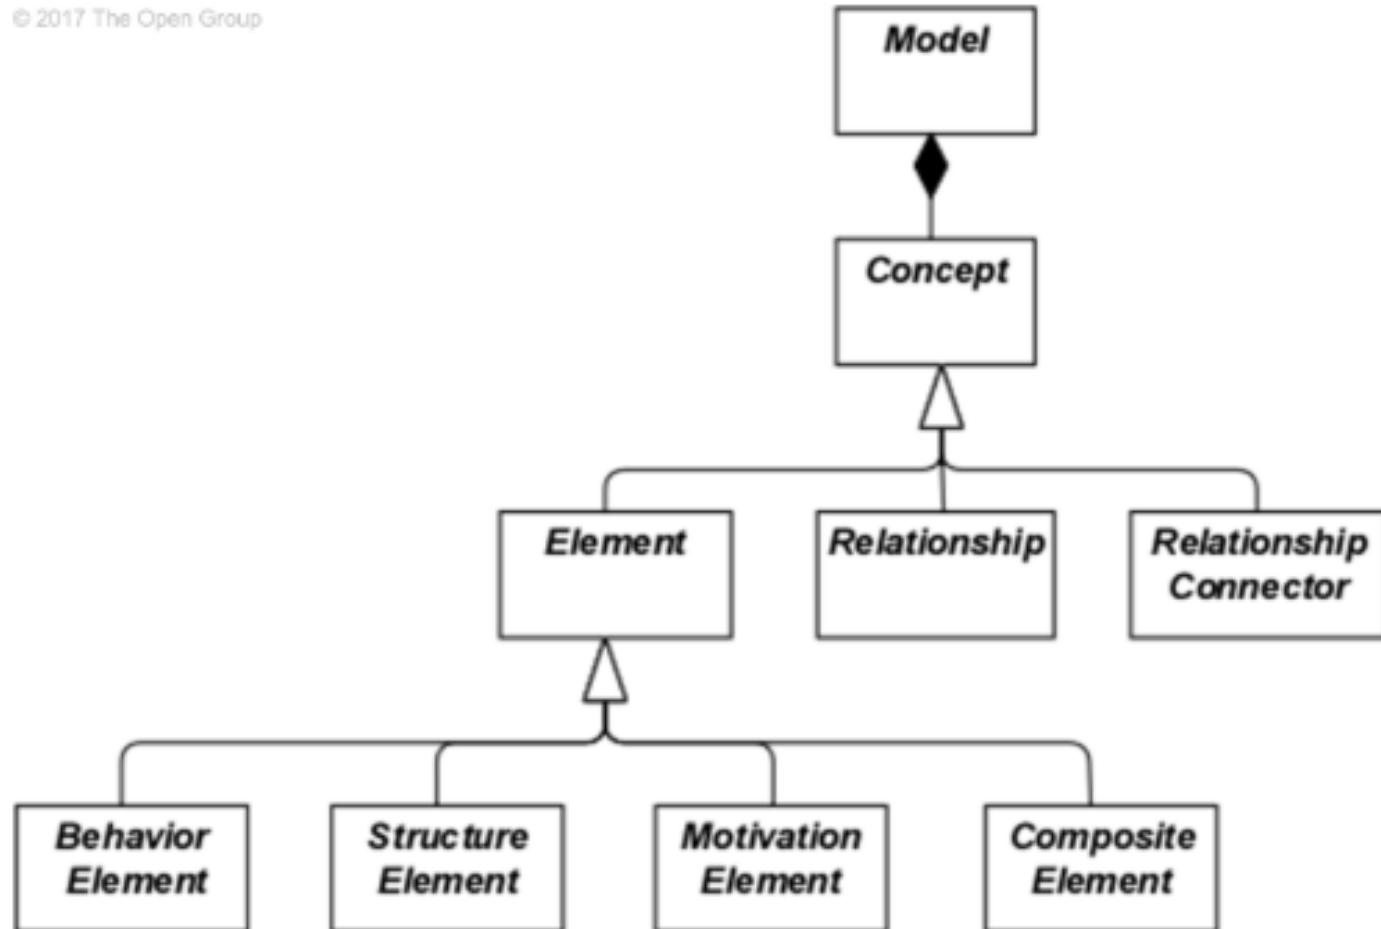 © 2017 The Open Group
Model
Concept
Element
Relationship
Relationship
Connector
Behavior
Element
Structure
Element
Motivation
Element
Composite
Element